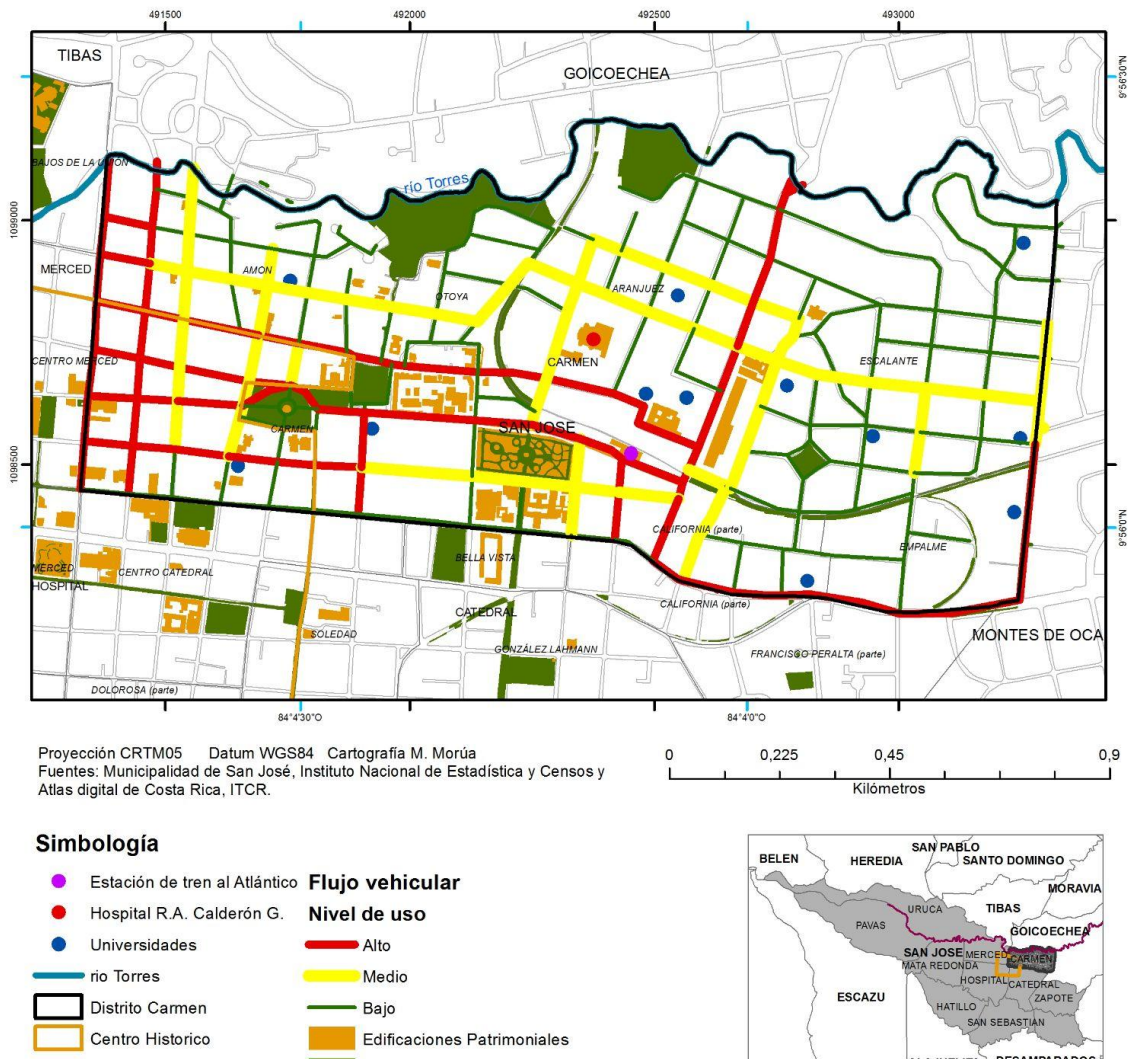 491500 492000 492500 493000
TIBAS
GOICOECHEA
9°56'30"N
BAJOS DE LA UNION
río Torres
1099000
MERCED
AMON
OTOYA
ARANJUEZ
CENTRO MERCED
CARMEN
ESCALANTE
CARMEN
SAN JOSE
1098500
CALIFORNIA (parte)
9°56'0"N
EMPALME
BELLA VISTA
MERCED
CENTRO CATEDRAL
HOSPITAL
CATEDRAL
CALIFORNIA (parte)
SOLEDAD
MONTES DE OCA
GONZÁLEZ LAHMANN
FRANCISCO PERALTA (parte)
DOLOROSA (parte)
84°4'30"O 84°4'0"O
Proyección CRTM05 Datum WGS84 Cartografía M. Morúa
Fuentes: Municipalidad de San José, Instituto Nacional de Estadística y Censos y
Atlas digital de Costa Rica, ITCR.
0 0,225 0,45 0,9
Kilómetros
Simbología
Estación de tren al Atlántico
Hospital R.A. Calderón G.
Universidades
rio Torres
Distrito Carmen
Centro Historico
Flujo vehicular
Nivel de uso
Alto
Medio
Bajo
Edificaciones Patrimoniales
BELEN
HEREDIA
SAN PABLO
SANTO DOMINGO
MORAVIA
URUCA
TIBAS
PAVAS
GOICOECHEA
SAN JOSE
MERCED
CARMEN
MATA REDONDA
HOSPITAL
CATEDRAL
ESCAZU
ZAPOTE
HATILLO
SAN SEBASTIAN
DESAMPARADOS